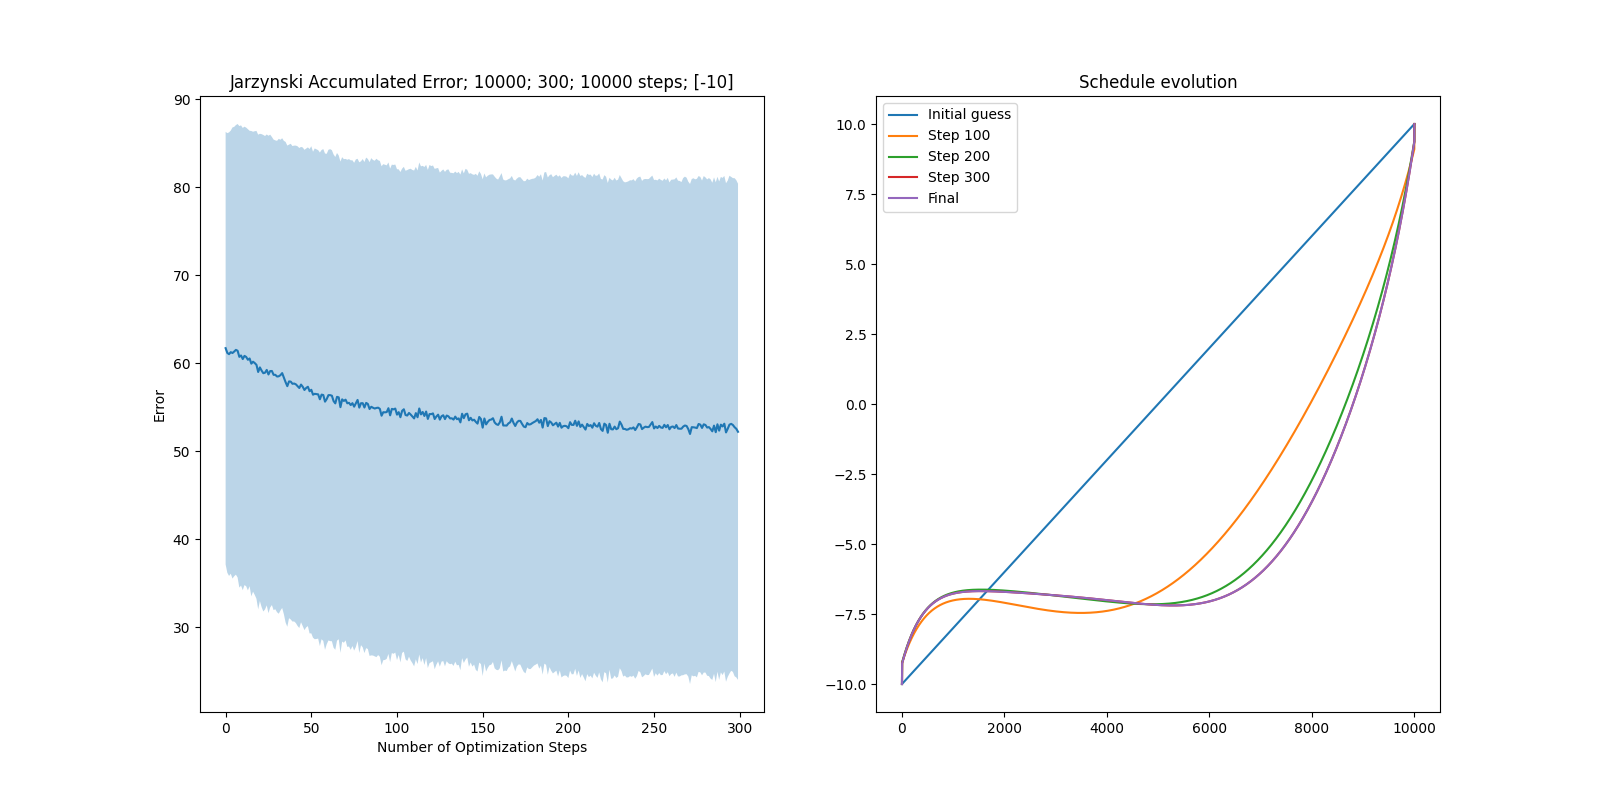 Jarzynski Accumulated Error; 10000; 300; 10000 steps; [-10]
90
80
70
60
50
40
30
Error
0 50 100 150 200 250 300
Number of Optimization Steps
Schedule evolution
Initial guess
Step 100
Step 200
Step 300
Final
10.0
7.5
5.0
2.5
0.0
−2.5
−5.0
−7.5
−10.0
0 2000 4000 6000 8000 10000